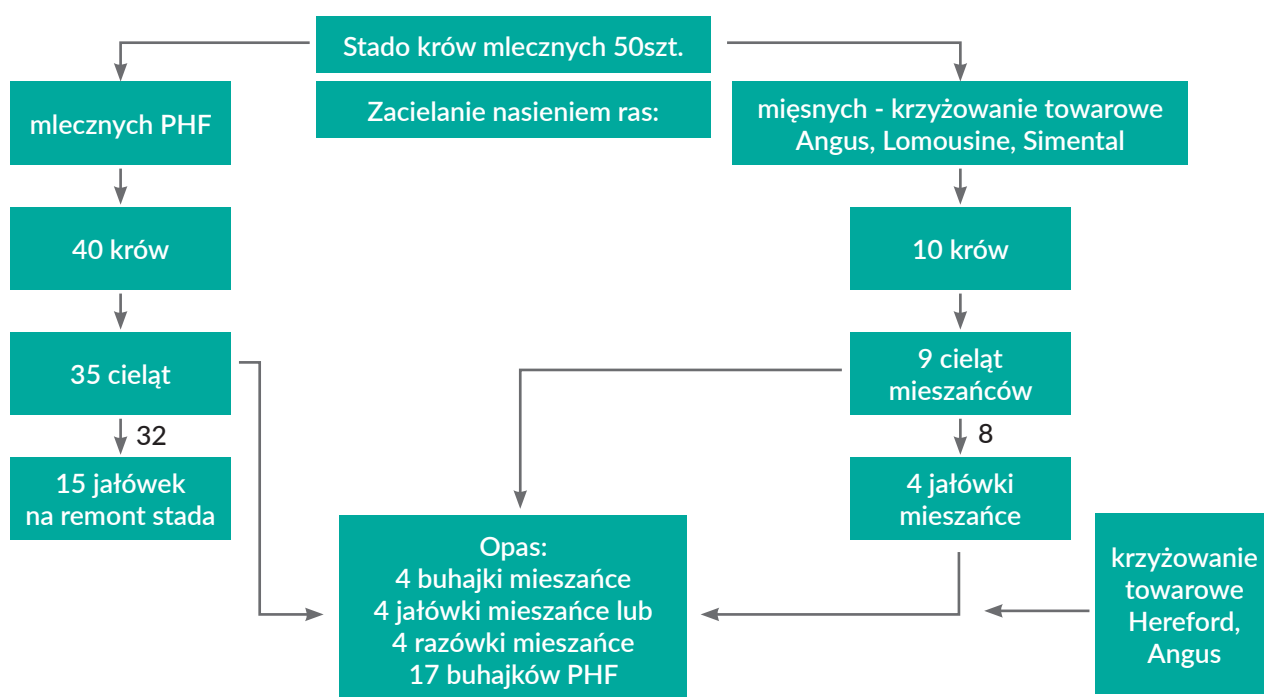 Stado krów mlecznych 50szt.
Zacielanie nasieniem ras:
mlecznych PHF
mięsnych - krzyżowanie towarowe
Angus, Lomousine, Simental
40 krów
10 krów
35 cieląt
9 cieląt
mieszańców
32
8
15 jałówek
na remont stada
4 jałówki
mieszańce
Opas:
4 buhajki mieszańce
4 jałówki mieszańce lub
4 razówki mieszańce
17 buhajków PHF
krzyżowanie
towarowe
Hereford,
Angus